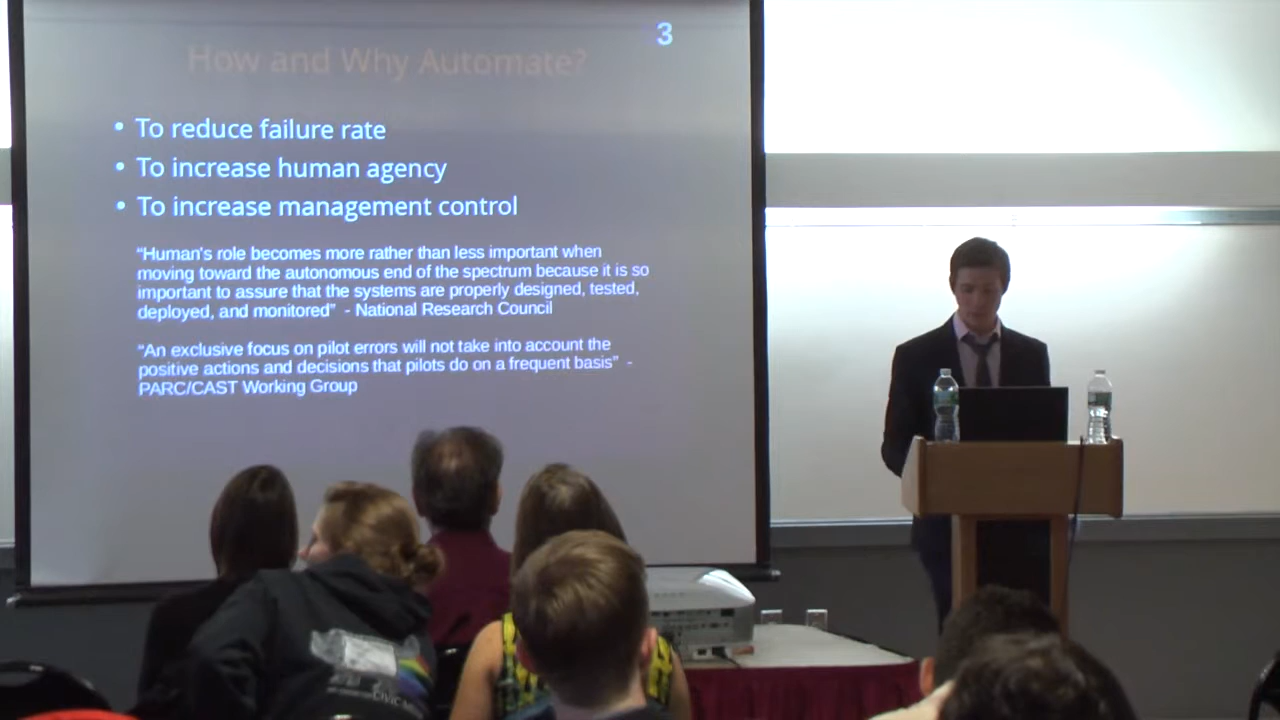 3
How and Why Automate?
• To reduce failure rate
• To increase human agency
• To increase management control
“Human's role becomes more rather than less important when
moving toward the autonomous end of the spectrum because it is so
important to assure that the systems are properly designed, tested,
deployed, and monitored” - National Research Council
“An exclusive focus on pilot errors will not take into account the
positive actions and decisions that pilots do on a frequent basis” -
PARC/CAST Working Group
CIVIC